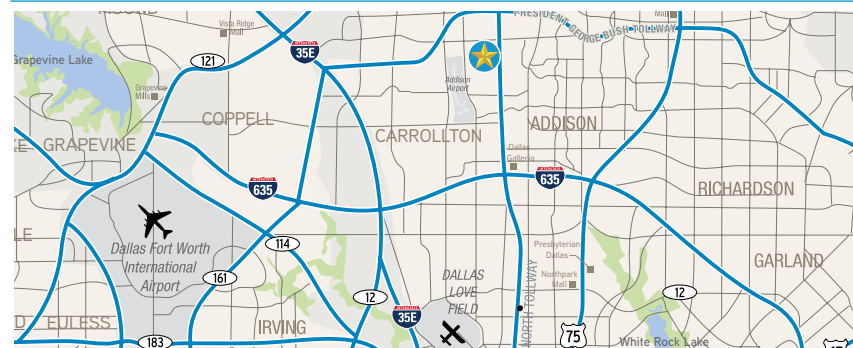 Vista Ridge
Mall
Mall
PRESIDENT GEORGE BUSH TOLLWAY
35E
121
Grapevine Lake
Addison
Airport
Grapevine
Mills
COPPELL
CARROLLTON
ADDISON
GRAPEVINE
Dallas
Galleria
635
635
RICHARDSON
Dallas Fort Worth
International
Airport
114
161
Presbyterian
Dallas
Northpark
Mall
GARLAND
DALLAS
LOVE
FIELD
NORTH TOLLWAY
12
12
35E
EULESS
IRVING
183
75
White Rock Lake